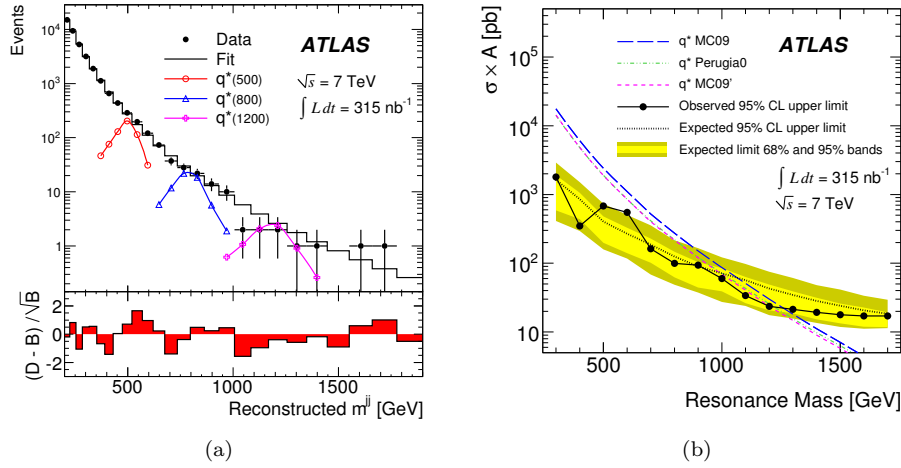 Events
10⁴
10³
10²
10
1
ATLAS
Data
Fit
q*(500)
q*(800)
q*(1200)
√s = 7 TeV
∫ L dt = 315 nb⁻¹
(D - B) / √B
2
0
-2
500 1000 1500
Reconstructed mʲʲ [GeV]
(a)
σ × A [pb]
10⁵
10⁴
10³
10²
10
ATLAS
q* MC09
q* Perugia0
q* MC09'
Observed 95% CL upper limit
Expected 95% CL upper limit
Expected limit 68% and 95% bands
∫ L dt = 315 nb⁻¹
√s = 7 TeV
500 1000 1500
Resonance Mass [GeV]
(b)